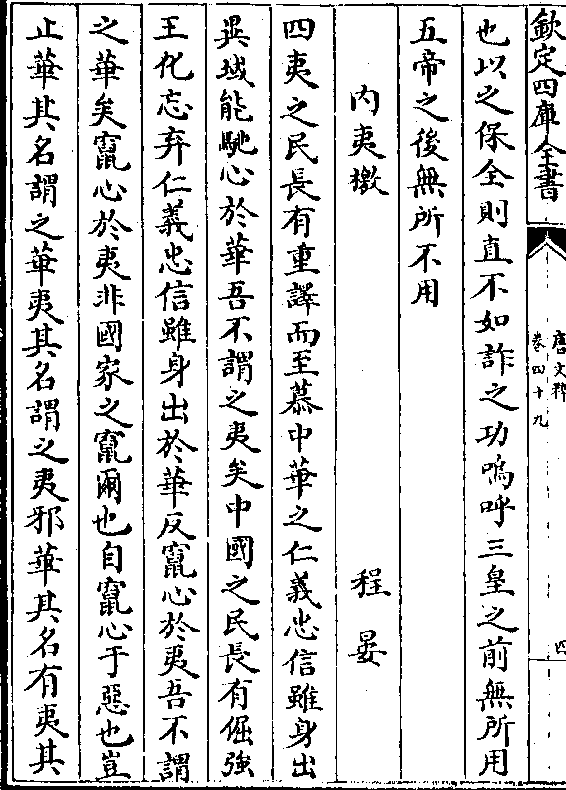 欽定四庫全書
唐文粹
卷四十九
四
也以之保全則直不如詐之功嗚呼三皇之前無所用
五帝之後無所不用
內夷檄
程晏
四夷之民長有重譯而至慕中華之仁義忠信雖身出
異域能馳心於華吾不謂之夷矣中國之民長有倔強
王化忘弃仁義忠信雖身出於華反竄心於夷吾不謂
之華矣竄心於夷非國家之竄爾也自竄心于惡也豈
止華其名謂之華夷其名謂之夷邪華其名有夷其